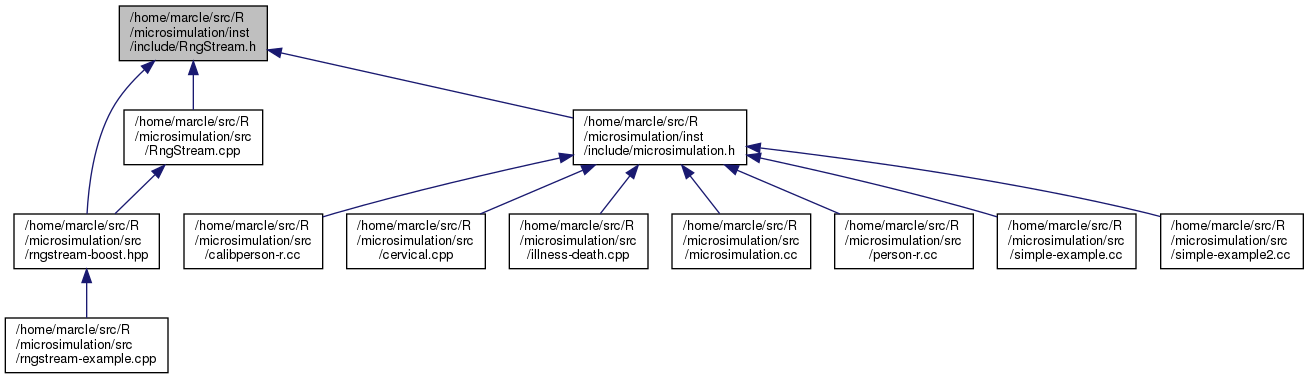 /home/marcle/src/R
/microsimulation/inst
/include/RngStream.h
/home/marcle/src/R
/microsimulation/src
/RngStream.cpp
/home/marcle/src/R
/microsimulation/inst
/include/microsimulation.h
/home/marcle/src/R
/microsimulation/src
/rngstream-boost.hpp
/home/marcle/src/R
/microsimulation/src
/calibperson-r.cc
/home/marcle/src/R
/microsimulation/src
/cervical.cpp
/home/marcle/src/R
/microsimulation/src
/illness-death.cpp
/home/marcle/src/R
/microsimulation/src
/microsimulation.cc
/home/marcle/src/R
/microsimulation/src
/person-r.cc
/home/marcle/src/R
/microsimulation/src
/simple-example.cc
/home/marcle/src/R
/microsimulation/src
/simple-example2.cc
/home/marcle/src/R
/microsimulation/src
/rngstream-example.cpp